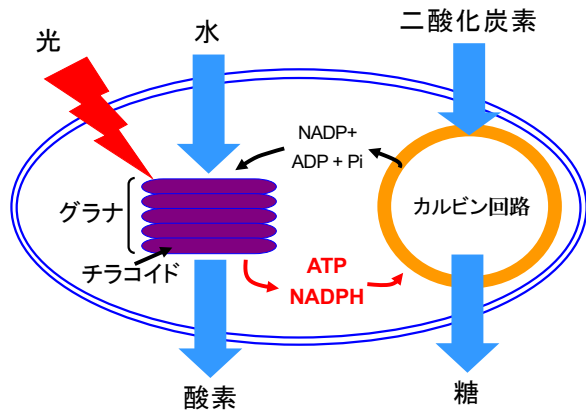 光
水
二酸化炭素
NADP+
ADP + Pi
グラナ
カルビン回路
チラコイド
ATP
NADPH
酸素
糖